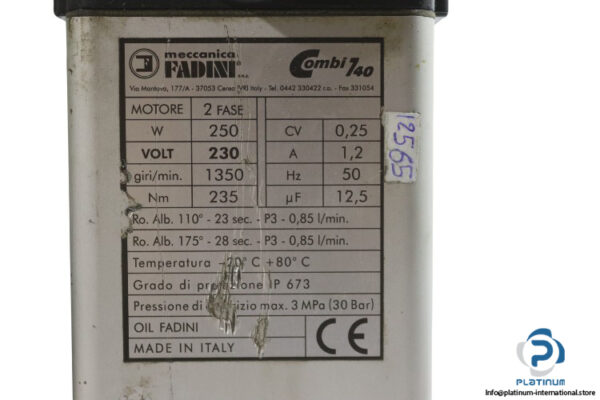 meccanica
FADINI® s.n.c.
Combi 740
Via Mantova, 177/A - 37053 Cerea (VR) Italy - Tel. 0442 330422 r.a. - Fax 331054
MOTORE 2 FASE
W 250 CV 0,25
VOLT 230 A 1,2
giri/min. 1350 Hz 50
Nm 235 µF 12,5
Ro. Alb. 110° - 23 sec. - P3 - 0,85 l/min.
Ro. Alb. 175° - 28 sec. - P3 - 0,85 l/min.
Temperatura C +80° C
Grado di IP 673
Pressione di max. 3 MPa (30 Bar)
OIL FADINI
MADE IN ITALY
CE
12565
PLATINUM
Info@platinum-international.store